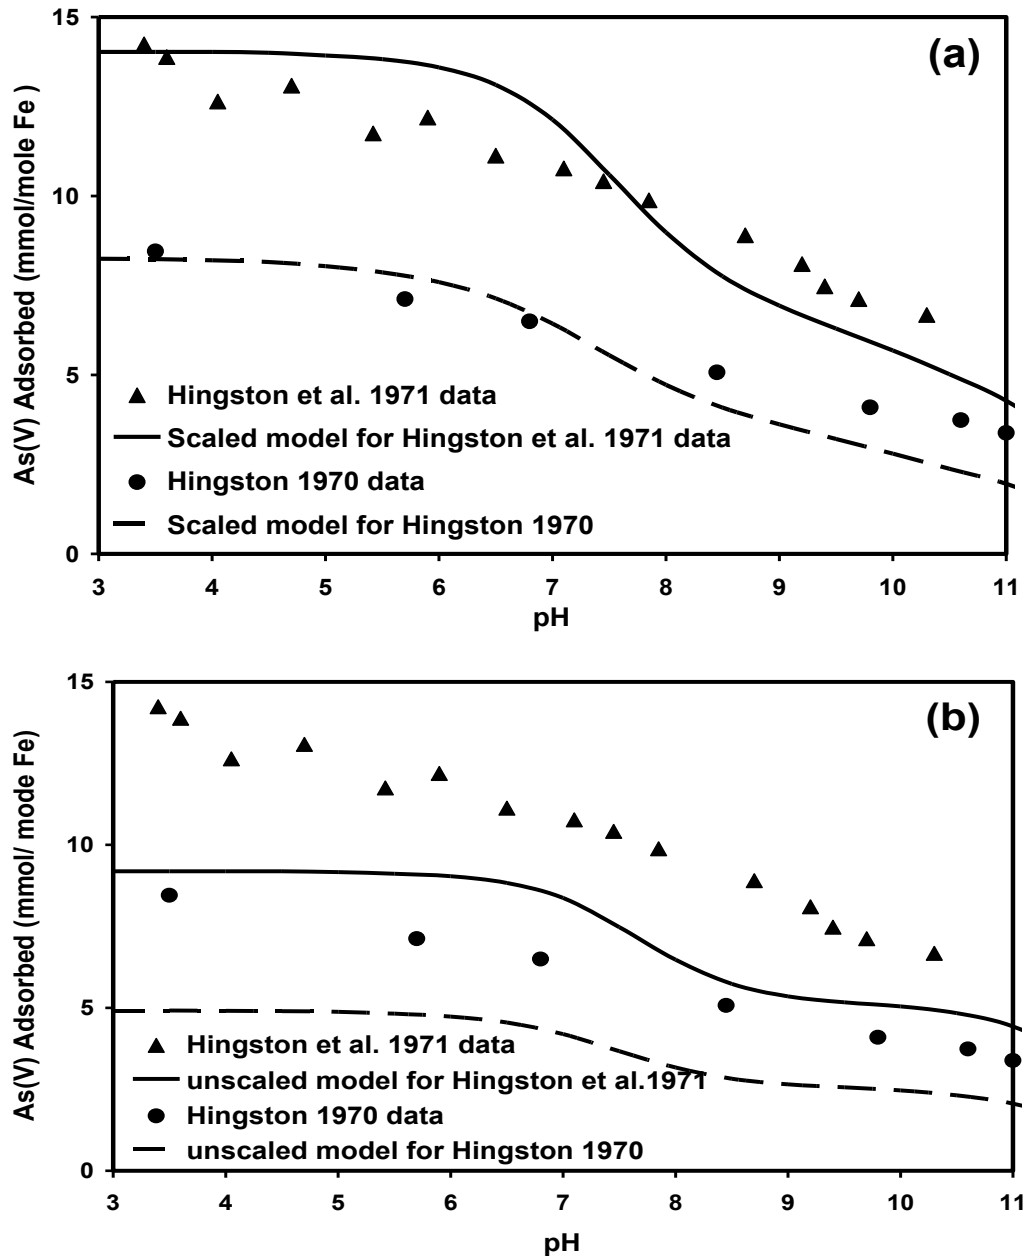 15
(a)
As(V) Adsorbed (mmol/mole Fe )
10
5
Hingston et al. 1971 data
Scaled model for Hingston et al. 1971 data
Hingston 1970 data
Scaled model for Hingston 1970
0
3 4 5 6 7 8 9 10 11
pH
15
(b)
As(V) Adsorbed (mmol/ mode Fe)
10
5
Hingston et al. 1971 data
unscaled model for Hingston et al.1971
Hingston 1970 data
unscaled model for Hingston 1970
0
3 4 5 6 7 8 9 10 11
pH